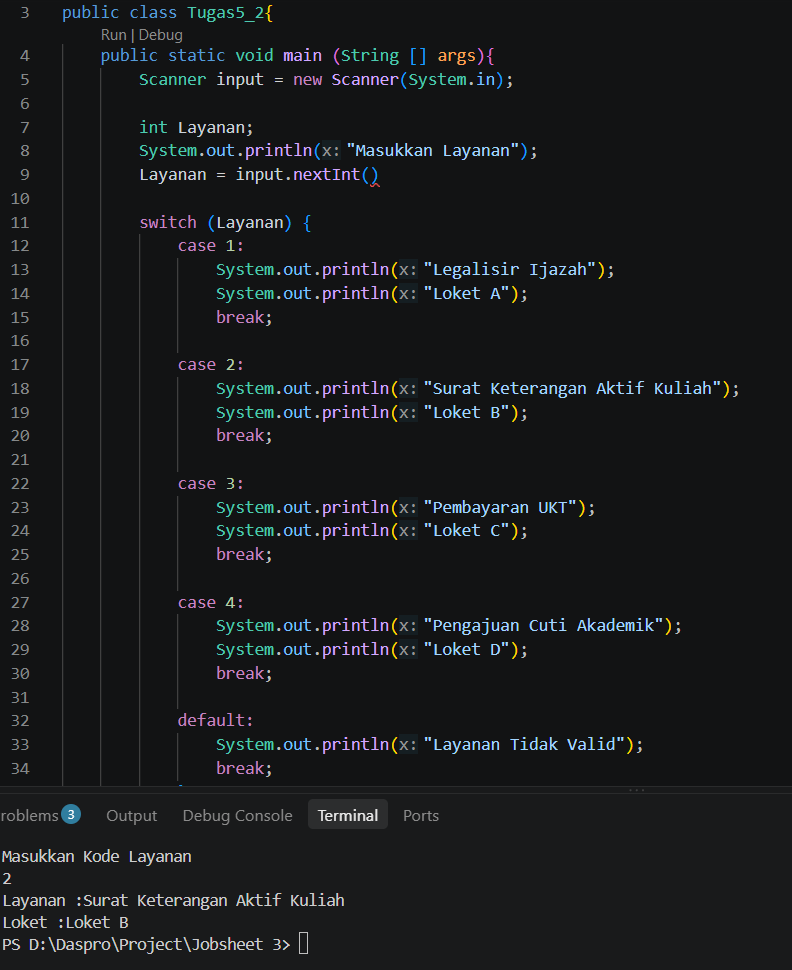 3 public class Tugas5_2{
Run | Debug
4 public static void main (String [] args){
5 Scanner input = new Scanner(System.in);
6
7 int Layanan;
8 System.out.println(x: "Masukkan Layanan");
9 Layanan = input.nextInt()
10
11 switch (Layanan) {
12 case 1:
13 System.out.println(x: "Legalisir Ijazah");
14 System.out.println(x: "Loket A");
15 break;
16
17 case 2:
18 System.out.println(x: "Surat Keterangan Aktif Kuliah");
19 System.out.println(x: "Loket B");
20 break;
21
22 case 3:
23 System.out.println(x: "Pembayaran UKT");
24 System.out.println(x: "Loket C");
25 break;
26
27 case 4:
28 System.out.println(x: "Pengajuan Cuti Akademik");
29 System.out.println(x: "Loket D");
30 break;
31
32 default:
33 System.out.println(x: "Layanan Tidak Valid");
34 break;
roblems 3 Output Debug Console Terminal Ports
Masukkan Kode Layanan
2
Layanan :Surat Keterangan Aktif Kuliah
Loket :Loket B
PS D:\Daspro\Project\Jobsheet 3>